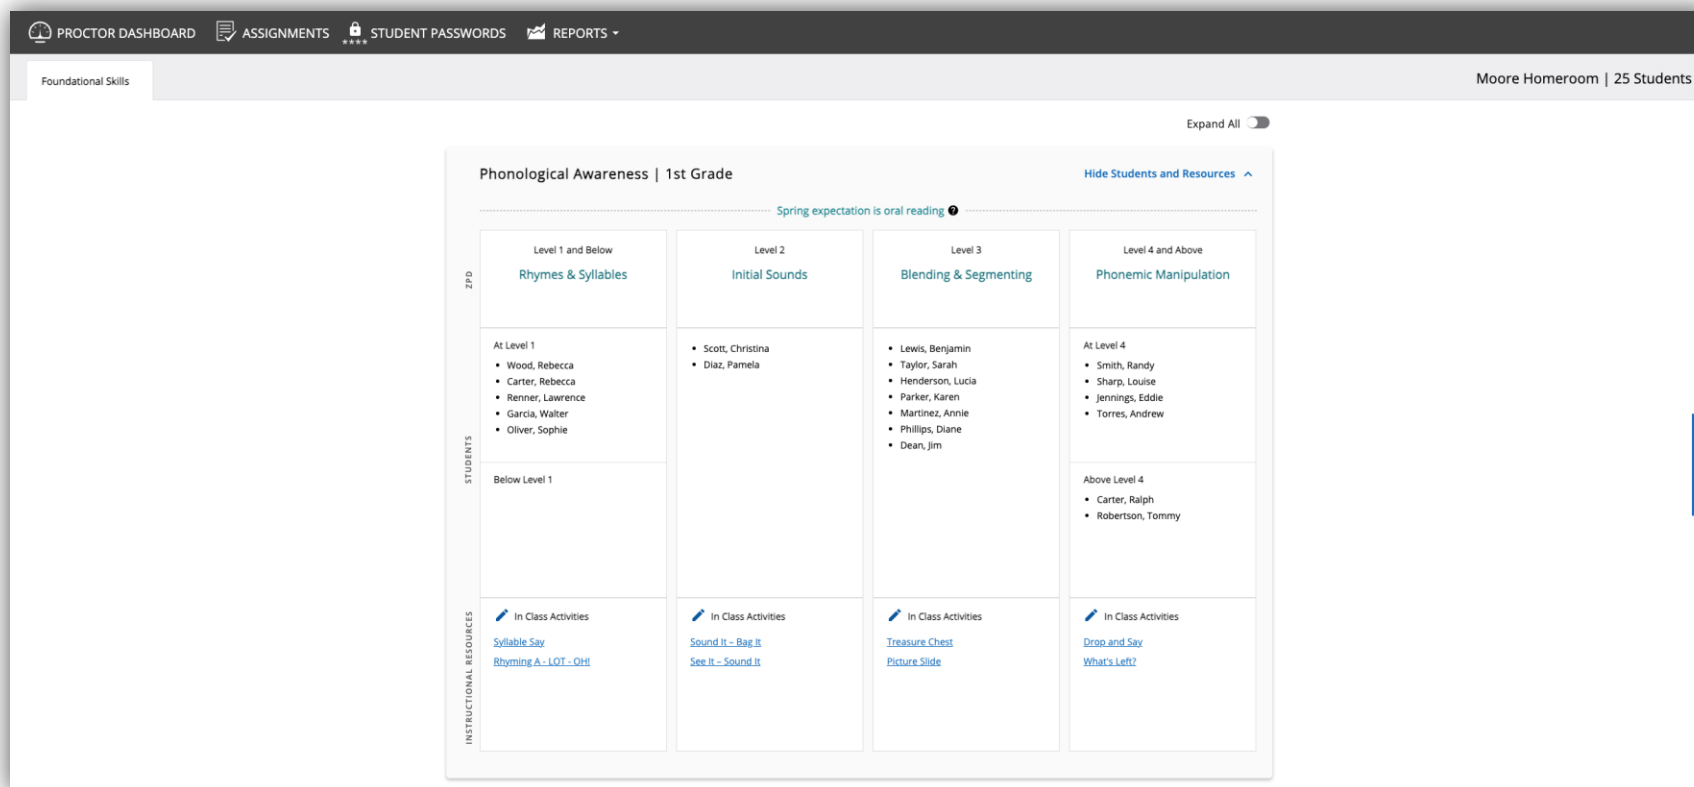 PROCTOR DASHBOARD ASSIGNMENTS **** STUDENT PASSWORDS REPORTS
Foundational Skills
Moore Homeroom | 25 Students
Expand All
Phonological Awareness | 1st Grade
Hide Students and Resources
Spring expectation is oral reading ?
ZPD
Level 1 and Below
Rhymes & Syllables
Level 2
Initial Sounds
Level 3
Blending & Segmenting
Level 4 and Above
Phonemic Manipulation
STUDENTS
At Level 1
• Wood, Rebecca
• Carter, Rebecca
• Renner, Lawrence
• Garcia, Walter
• Oliver, Sophie
Below Level 1
• Scott, Christina
• Diaz, Pamela
• Lewis, Benjamin
• Taylor, Sarah
• Henderson, Lucia
• Parker, Karen
• Martinez, Annie
• Phillips, Diane
• Dean, Jim
At Level 4
• Smith, Randy
• Sharp, Louise
• Jennings, Eddie
• Torres, Andrew
Above Level 4
• Carter, Ralph
• Robertson, Tommy
INSTRUCTIONAL RESOURCES
In Class Activities
Syllable Say
Rhyming A - LOT - OH!
In Class Activities
Sound It – Bag It
See It – Sound It
In Class Activities
Treasure Chest
Picture Slide
In Class Activities
Drop and Say
What's Left?